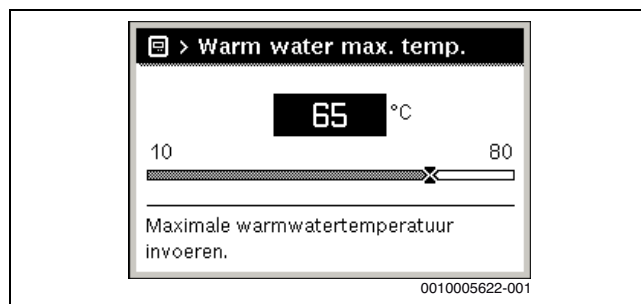 > Warm water max. temp.
65 °C
10 80
Maximale warmwatertemperatuur
invoeren.
0010005622-001